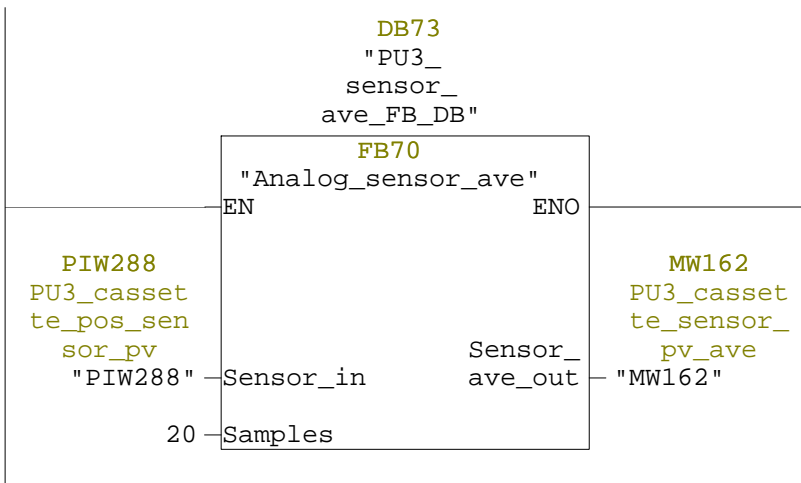 DB73
"PU3_
sensor_
ave_FB_DB"
FB70
"Analog_sensor_ave"
EN ENO
PIW288
PU3_casset
te_pos_sen
sor_pv
"PIW288"
Sensor_in
MW162
PU3_casset
te_sensor_
pv_ave
Sensor_
ave_out
"MW162"
20
Samples